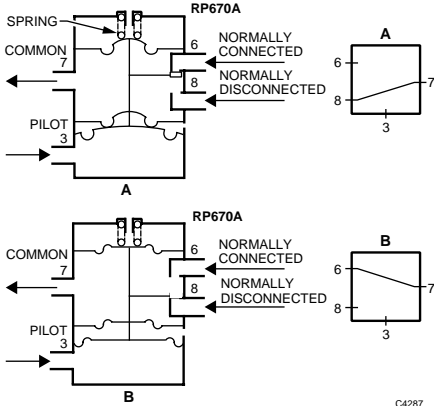 RP670A
SPRING
COMMON
7
6
NORMALLY
CONNECTED
8
NORMALLY
DISCONNECTED
PILOT
3
A
A
6
8
7
3
RP670A
COMMON
7
6
NORMALLY
CONNECTED
8
NORMALLY
DISCONNECTED
PILOT
3
B
B
6
8
7
3
C4287